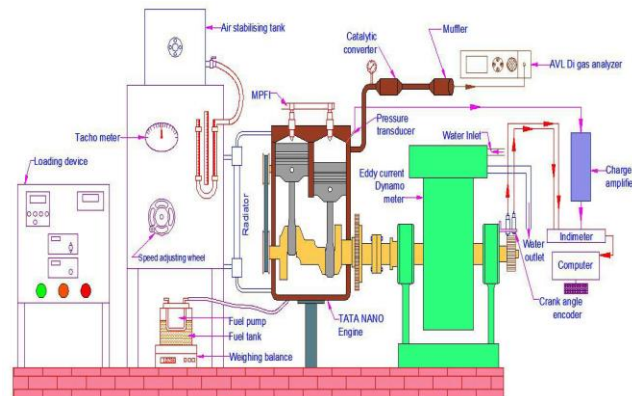 Air stabilising tank
Catalytic
converter
Muffler
AVL Di gas analyzer
MPFI
Tacho meter
Pressure
transducer
Water Inlet
Loading device
Eddy current
Dynamo
meter
Charge
amplifier
Radiator
Indimeter
Speed adjusting wheel
Water
outlet
Computer
Crank angle
encoder
TATA NANO
Engine
Fuel pump
Fuel tank
Weighing balance